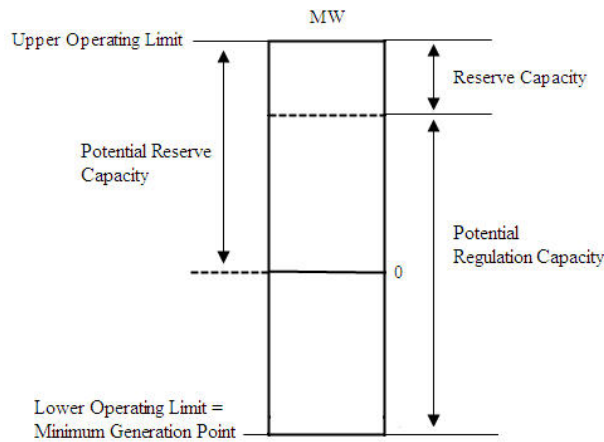 MW
Upper Operating Limit
Reserve Capacity
Potential Reserve
Capacity
Potential
Regulation Capacity
0
Lower Operating Limit =
Minimum Generation Point